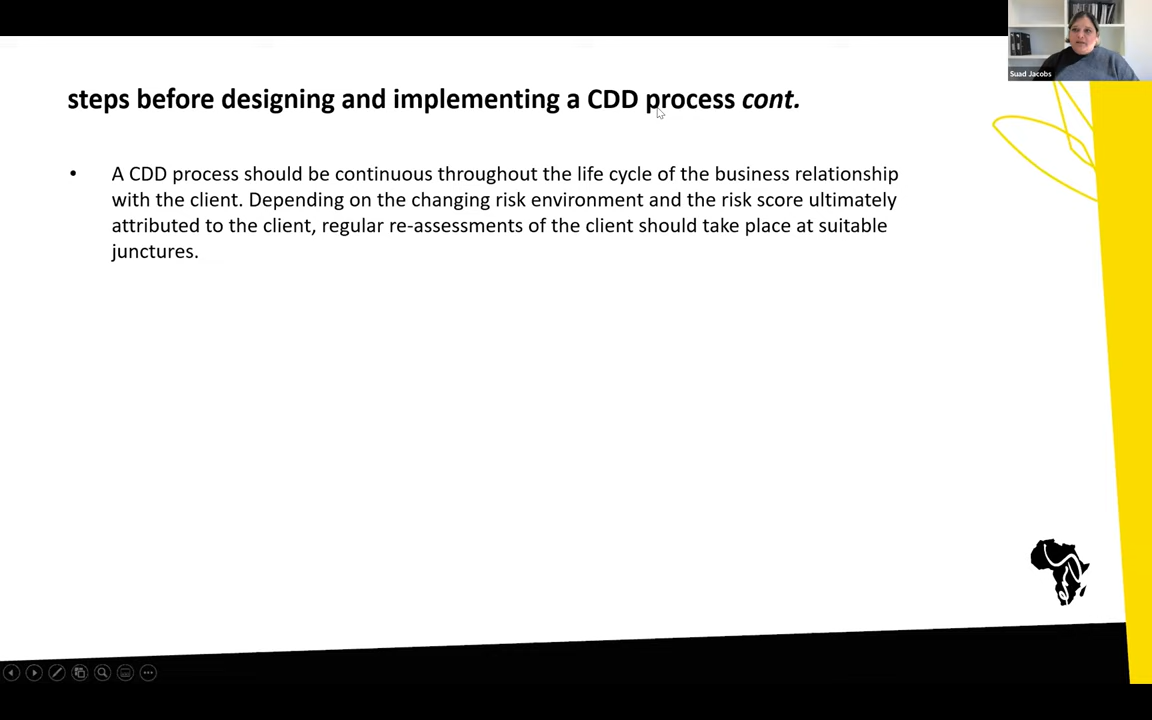 Suad Jacobs
steps before designing and implementing a CDD process cont.
• A CDD process should be continuous throughout the life cycle of the business relationship
with the client. Depending on the changing risk environment and the risk score ultimately
attributed to the client, regular re-assessments of the client should take place at suitable
junctures.